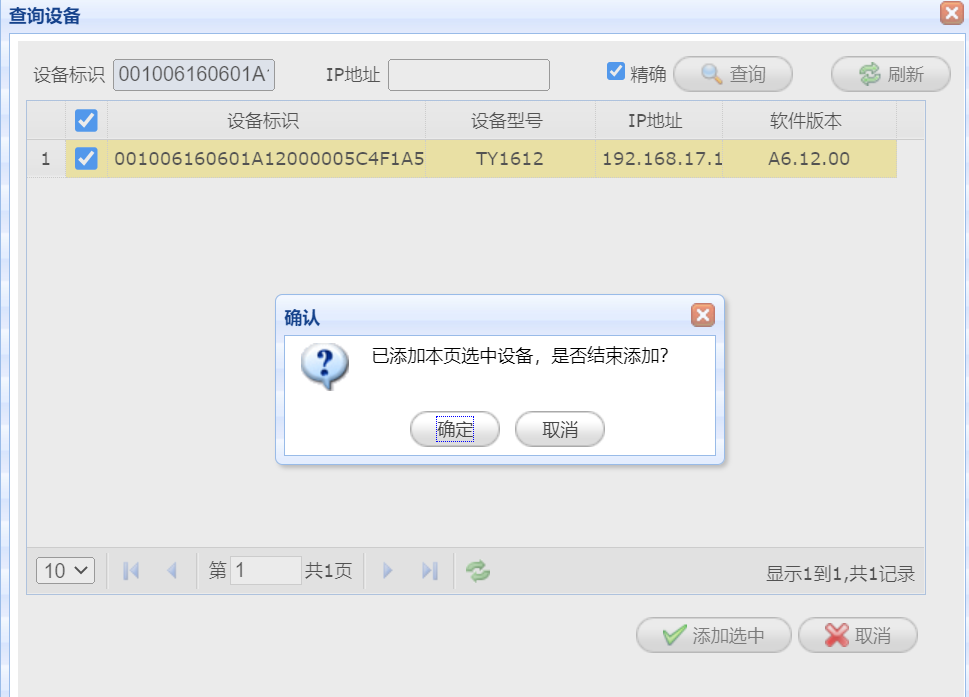 查询设备
设备标识 001006160601A1 IP地址 精确 查询 刷新
设备标识 设备型号 IP地址 软件版本
1 001006160601A12000005C4F1A5 TY1612 192.168.17.1 A6.12.00
确认
已添加本页选中设备，是否结束添加?
确定 取消
10 第 1 共1页 显示1到1,共1记录
添加选中 取消